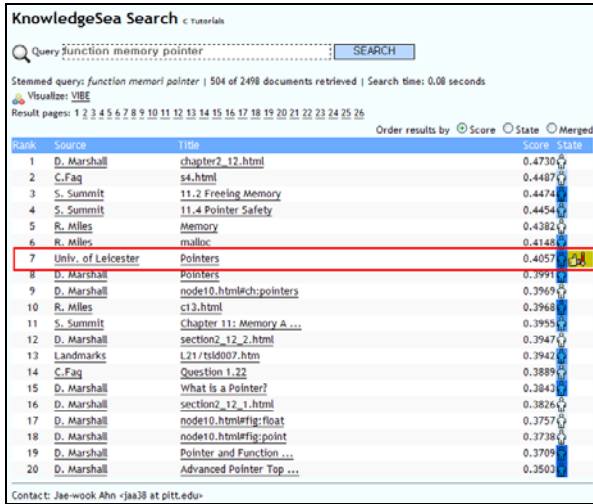 KnowledgeSea Search C Tutorials
Query function memory pointer SEARCH
Stemmed query: function memori pointer | 504 of 2498 documents retrieved | Search time: 0.08 seconds
Visualize: VIBE
Result pages: 1 2 3 4 5 6 7 8 9 10 11 12 13 14 15 16 17 18 19 20 21 22 23 24 25 26
Order results by Score State Merged
Rank Source Title Score State
1 D. Marshall chapter2_12.html 0.4730
2 C.Faq s4.html 0.4487
3 S. Summit 11.2 Freeing Memory 0.4474
4 S. Summit 11.4 Pointer Safety 0.4454
5 R. Miles Memory 0.4382
6 R. Miles malloc 0.4148
7 Univ. of Leicester Pointers 0.4057
8 D. Marshall Pointers 0.3991
9 D. Marshall node10.html#ch:pointers 0.3969
10 R. Miles c13.html 0.3968
11 S. Summit Chapter 11: Memory A ... 0.3955
12 D. Marshall section2_12_2.html 0.3947
13 Landmarks L21/tsld007.htm 0.3942
14 C.Faq Question 1.22 0.3889
15 D. Marshall What is a Pointer? 0.3843
16 D. Marshall section2_12_1.html 0.3826
17 D. Marshall node10.html#fig:float 0.3757
18 D. Marshall node10.html#fig:point 0.3738
19 D. Marshall Pointer and Function ... 0.3709
20 D. Marshall Advanced Pointer Top ... 0.3503
Contact: Jae-wook Ahn <jaa38 at pitt.edu>